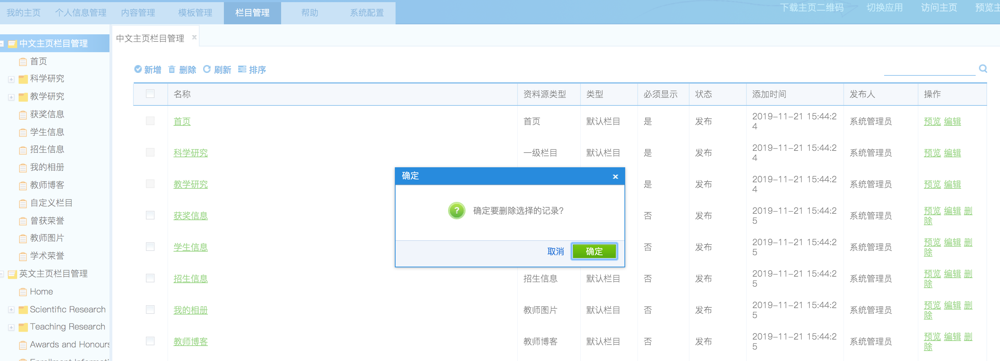 我的主页 个人信息管理 内容管理 模板管理 栏目管理 帮助 系统配置 下载主页二维码 切换应用 访问主页 预览主
中文主页栏目管理
首页
科学研究
教学研究
获奖信息
学生信息
招生信息
我的相册
教师博客
自定义栏目
曾获荣誉
教师图片
学术荣誉
英文主页栏目管理
Home
Scientific Research
Teaching Research
Awards and Honours
中文主页栏目管理 x
新增 删除 刷新 排序
名称 资料源类型 类型 必须显示 状态 添加时间 发布人 操作
首页 首页 默认栏目 是 发布 2019-11-21 15:44:2 系统管理员 预览 编辑
4
科学研究 一级栏目 默认栏目 是 发布 2019-11-21 15:44:2 系统管理员 预览 编辑
4
教学研究 是 发布 2019-11-21 15:44:2 系统管理员 预览 编辑
4
获奖信息 否 发布 2019-11-21 15:44:2 系统管理员 预览 编辑 删
5 除
学生信息 否 发布 2019-11-21 15:44:2 系统管理员 预览 编辑 删
5 除
招生信息 招生信息 默认栏目 否 发布 2019-11-21 15:44:2 系统管理员 预览 编辑 删
5 除
我的相册 教师图片 默认栏目 否 发布 2019-11-21 15:44:2 系统管理员 预览 编辑 删
5 除
教师博客 教师博客 默认栏目 否 发布 2019-11-21 15:44:2 系统管理员 预览 编辑 删
5 除
确定 x
? 确定要删除选择的记录?
取消 确定